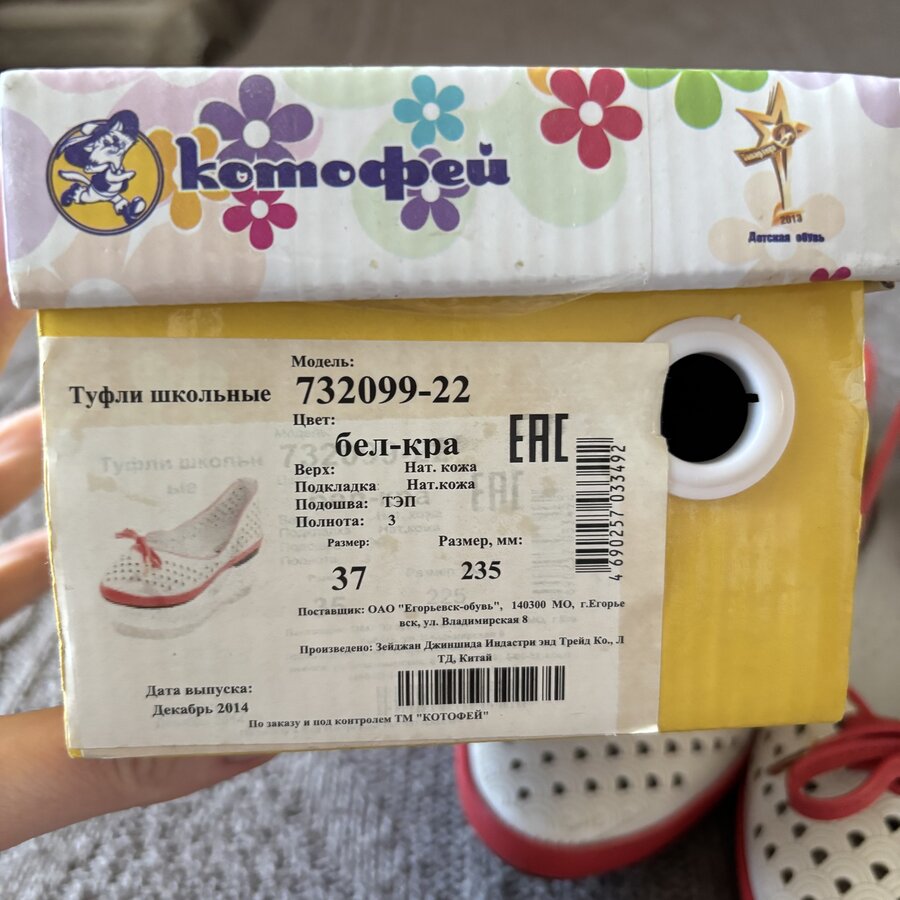 котофей
2013
Детская обувь
Туфли школьные
Модель:
732099-22
Цвет:
бел-кра
EAC
Верх: Нат. кожа
Подкладка Нат.кожа
Подошва: ТЭП
Полнота: 3
Размер: Размер, мм:
37 235
4 690257 033492
Поставщик: ОАО "Егорьевск-обувь", 140300 МО, г.Егорье
вск, ул. Владимирская 8
Произведено: Зейджан Джиншида Индастри энд Трейд Ко., Л
ТД, Китай
Дата выпуска:
Декабрь 2014
По заказу и под контролем ТМ "КОТОФЕЙ"